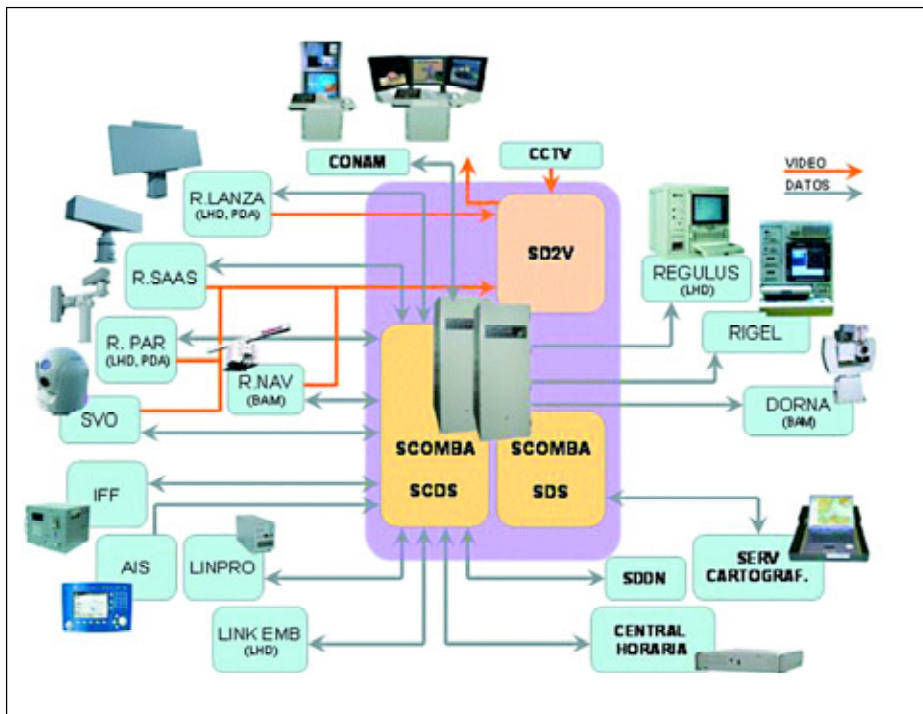 CONAM
CCTV
VIDEO
DATOS
R.LANZA
(LHD, PDA)
SD2V
REGULUS
(LHD)
R.SAAS
RIGEL
R. PAR
(LHD, PDA)
R.NAV
(BAM)
DORNA
(BAM)
SVO
SCOMBA
SCDS
SCOMBA
SDS
IFF
AIS
LINPRO
SERV
CARTOGRAF.
SDDN
LINK EMB
(LHD)
CENTRAL
HORARIA